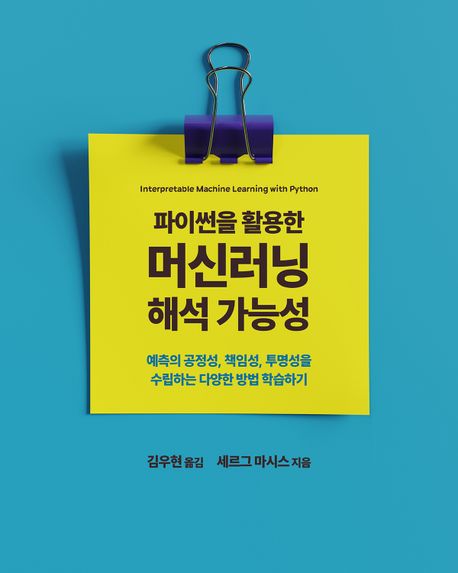 Interpretable Machine Learning with Python
파이썬을 활용한
머신러닝
해석 가능성
예측의 공정성, 책임성, 투명성을
수립하는 다양한 방법 학습하기
김우현 옮김 세르그 마시스 지음